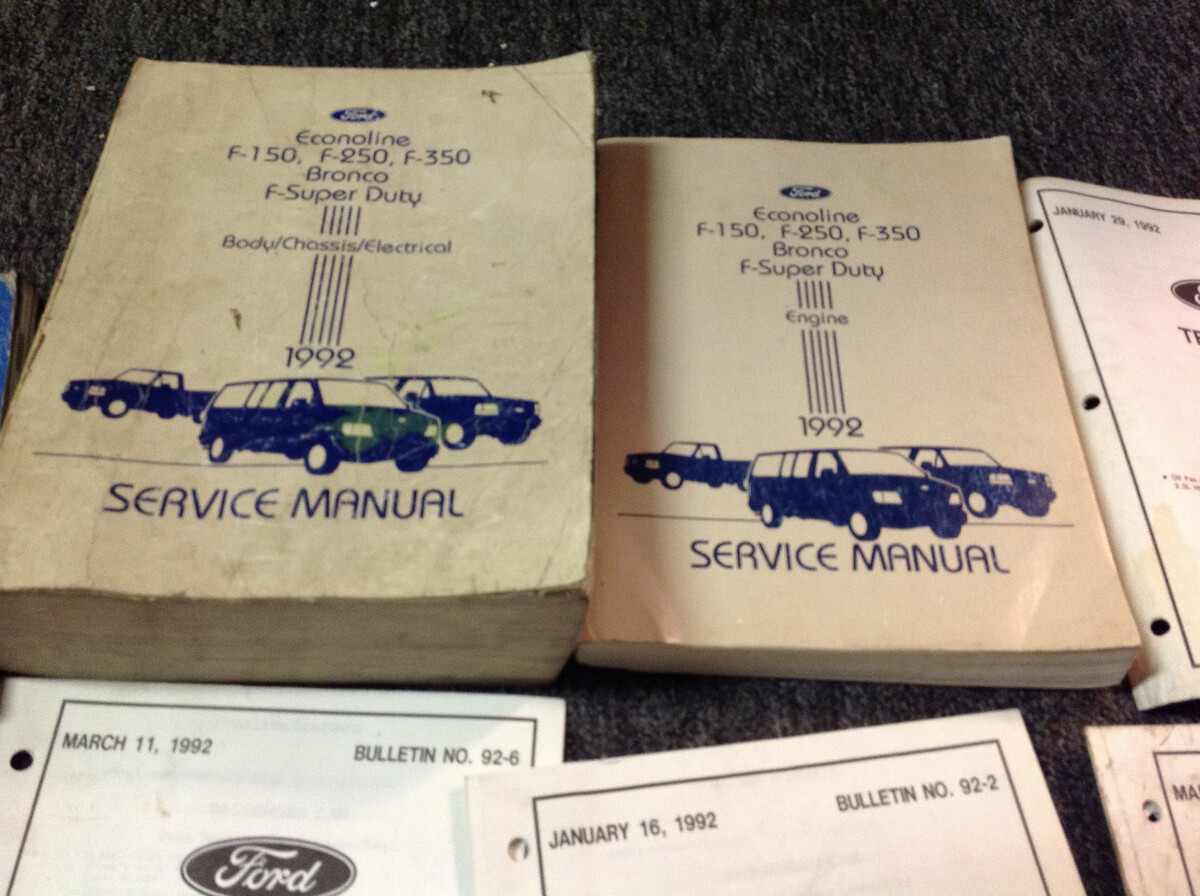 Ford
Econoline
F-150, F-250, F-350
Bronco
F-Super Duty
Body/Chassis/Electrical
1992
SERVICE MANUAL
Ford
Econoline
F-150, F-250, F-350
Bronco
F-Super Duty
Engine
1992
SERVICE MANUAL
JANUARY 29, 1992
TE
MARCH 11, 1992
BULLETIN NO. 92-6
Ford
JANUARY 16, 1992
BULLETIN NO. 92-2
MA